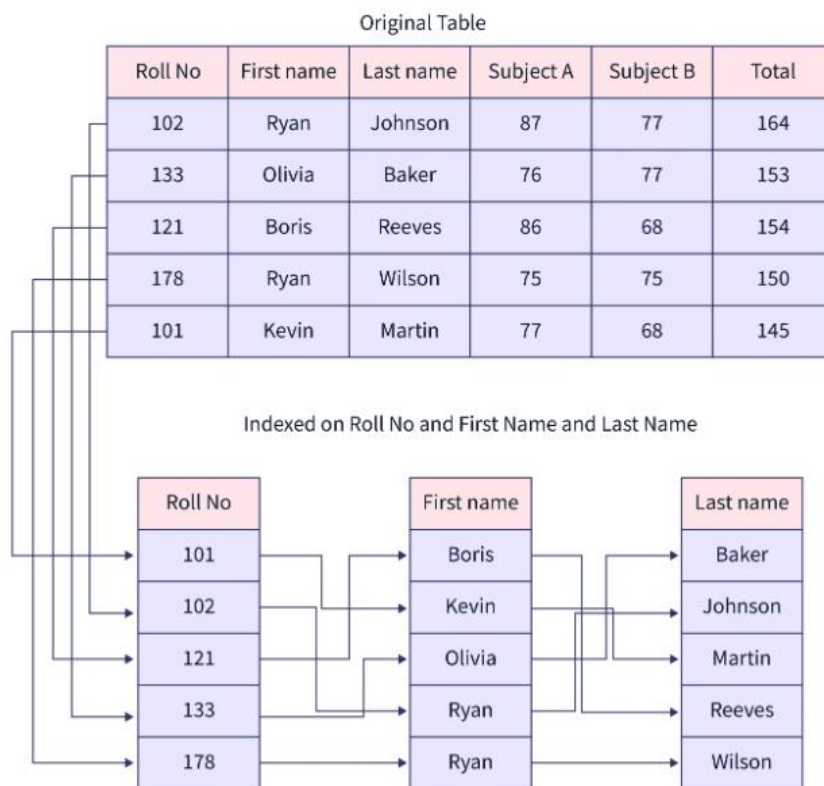 Original Table
Roll No First name Last name Subject A Subject B Total
102 Ryan Johnson 87 77 164
133 Olivia Baker 76 77 153
121 Boris Reeves 86 68 154
178 Ryan Wilson 75 75 150
101 Kevin Martin 77 68 145
Indexed on Roll No and First Name and Last Name
Roll No First name Last name
101 Boris Baker
102 Kevin Johnson
121 Olivia Martin
133 Ryan Reeves
178 Ryan Wilson